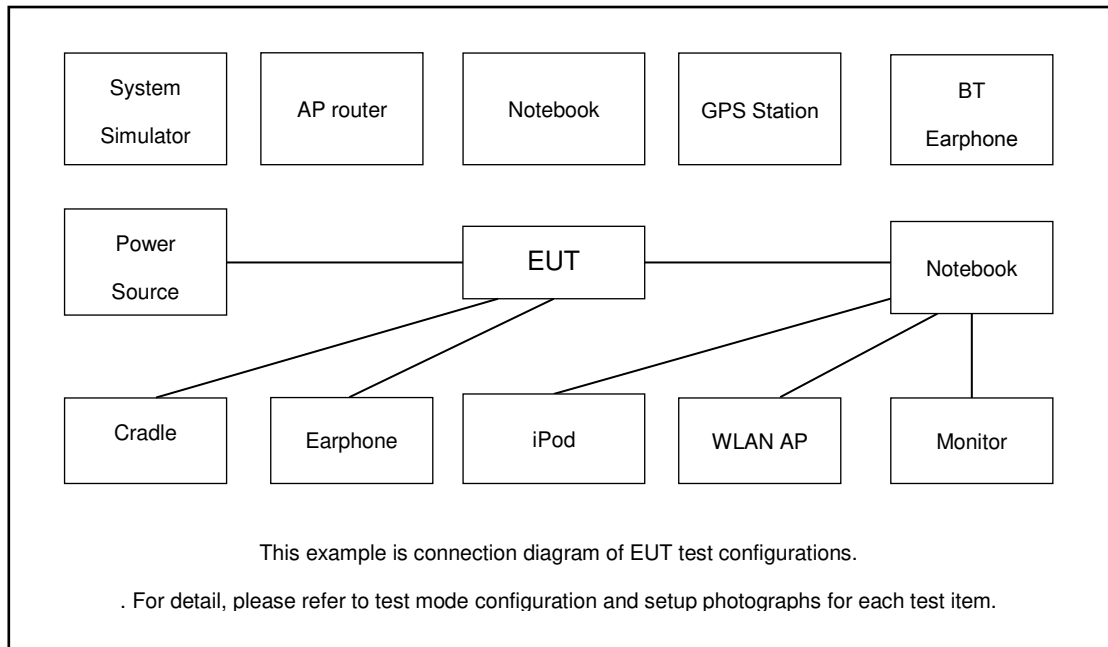 System
Simulator
AP router
Notebook
GPS Station
BT
Earphone
Power
Source
EUT
Notebook
Cradle
Earphone
iPod
WLAN AP
Monitor
This example is connection diagram of EUT test configurations.
. For detail, please refer to test mode configuration and setup photographs for each test item.